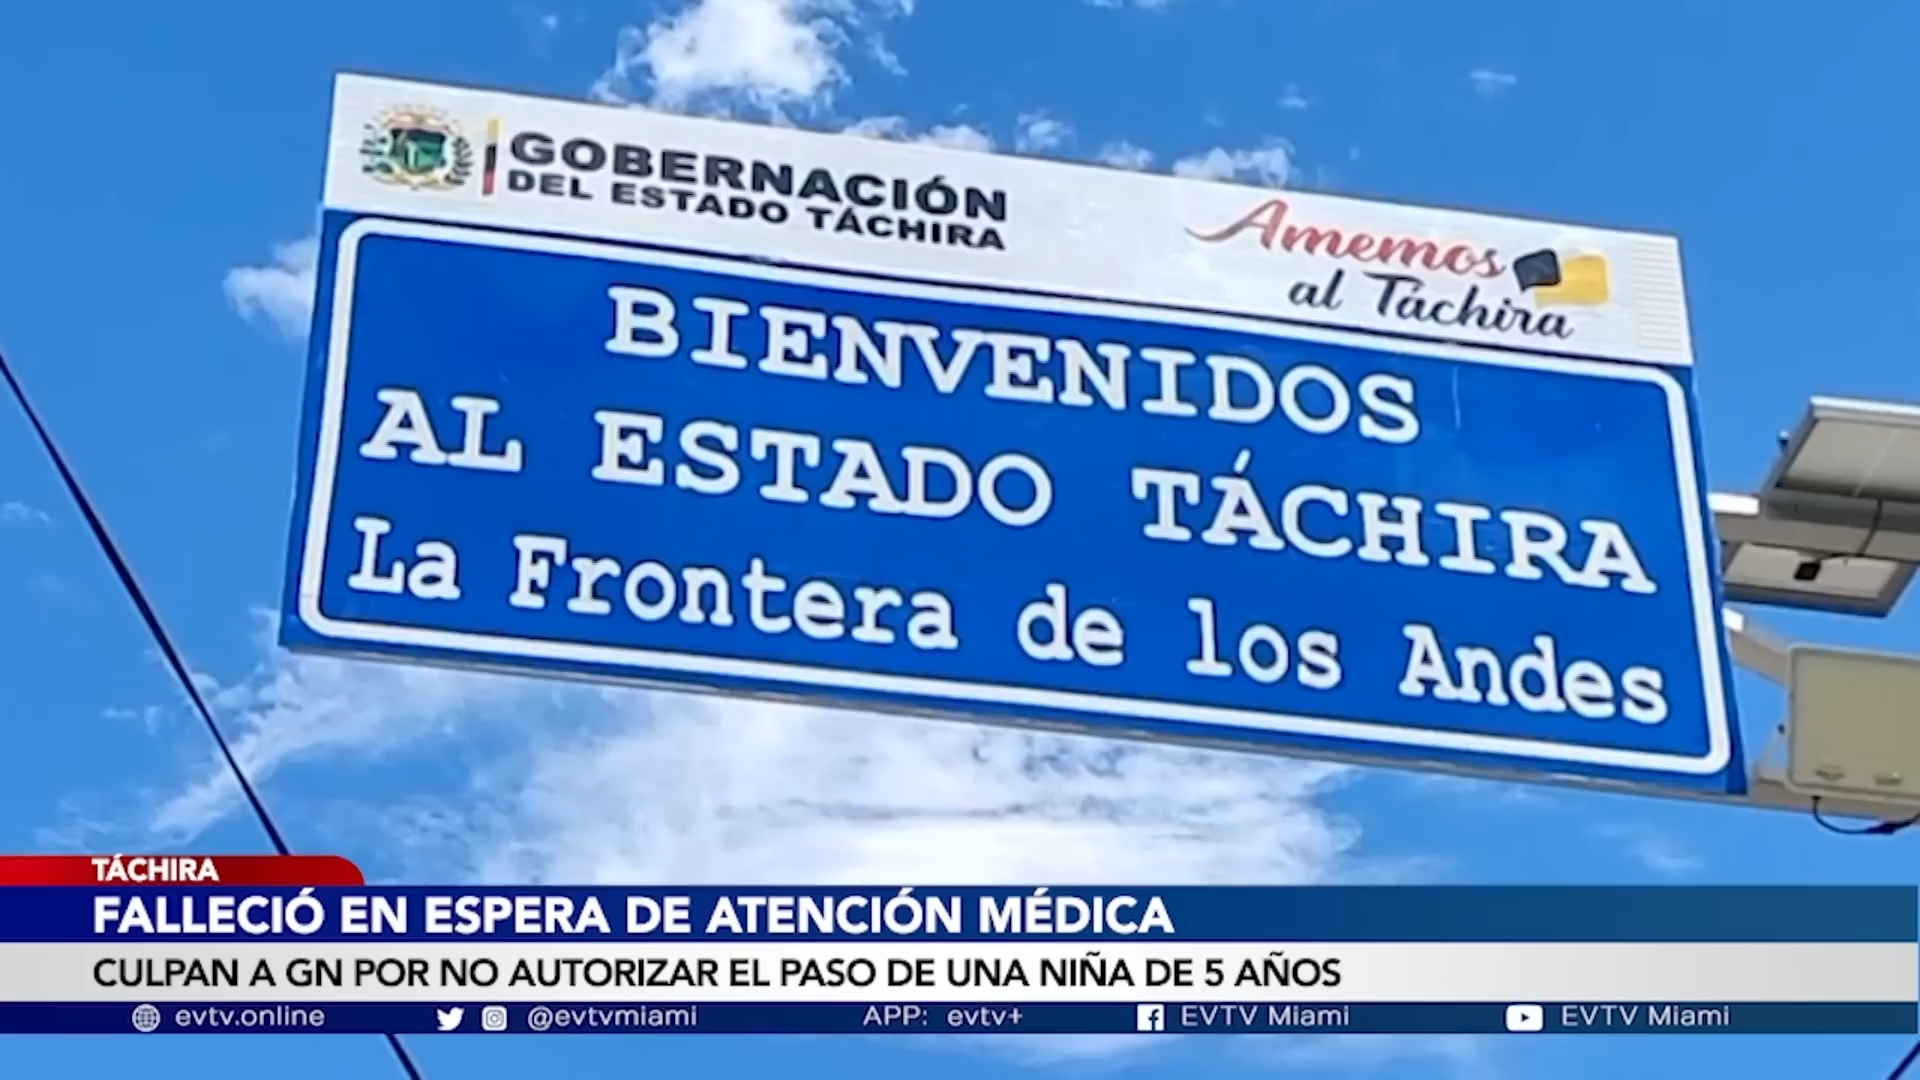 GOBERNACIÓN
DEL ESTADO TÁCHIRA
Amemos
al Táchira
BIENVENIDOS
AL ESTADO TÁCHIRA
La Frontera de los Andes
TÁCHIRA
FALLECIÓ EN ESPERA DE ATENCIÓN MÉDICA
CULPAN A GN POR NO AUTORIZAR EL PASO DE UNA NIÑA DE 5 AÑOS
evtv.online @evtvmiami APP: evtv+ EVTV Miami EVTV Miami